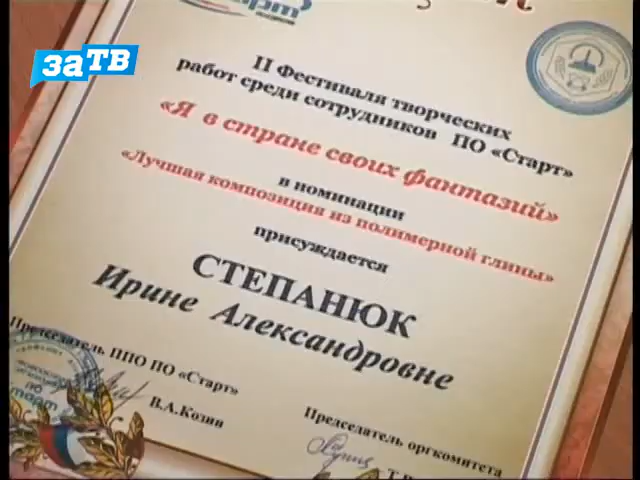 заТВ
II Фестиваля творческих
работ среди сотрудников ПО «Старт»
«Я в стране своих фантазий»
в номинации
«Лучшая композиция из полимерной глины»
присуждается
СТЕПАНЮК
Ирине Александровне
Председатель ППО ПО «Старт»
В.А.Козин
Председатель оргкомитета